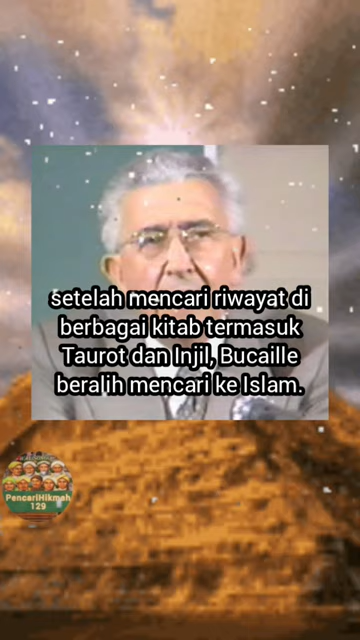 setelah mencari riwayat di
berbagai kitab termasuk
Taurot dan Injil, Bucaille
beralih mencari ke Islam.
PencariHikmah
129